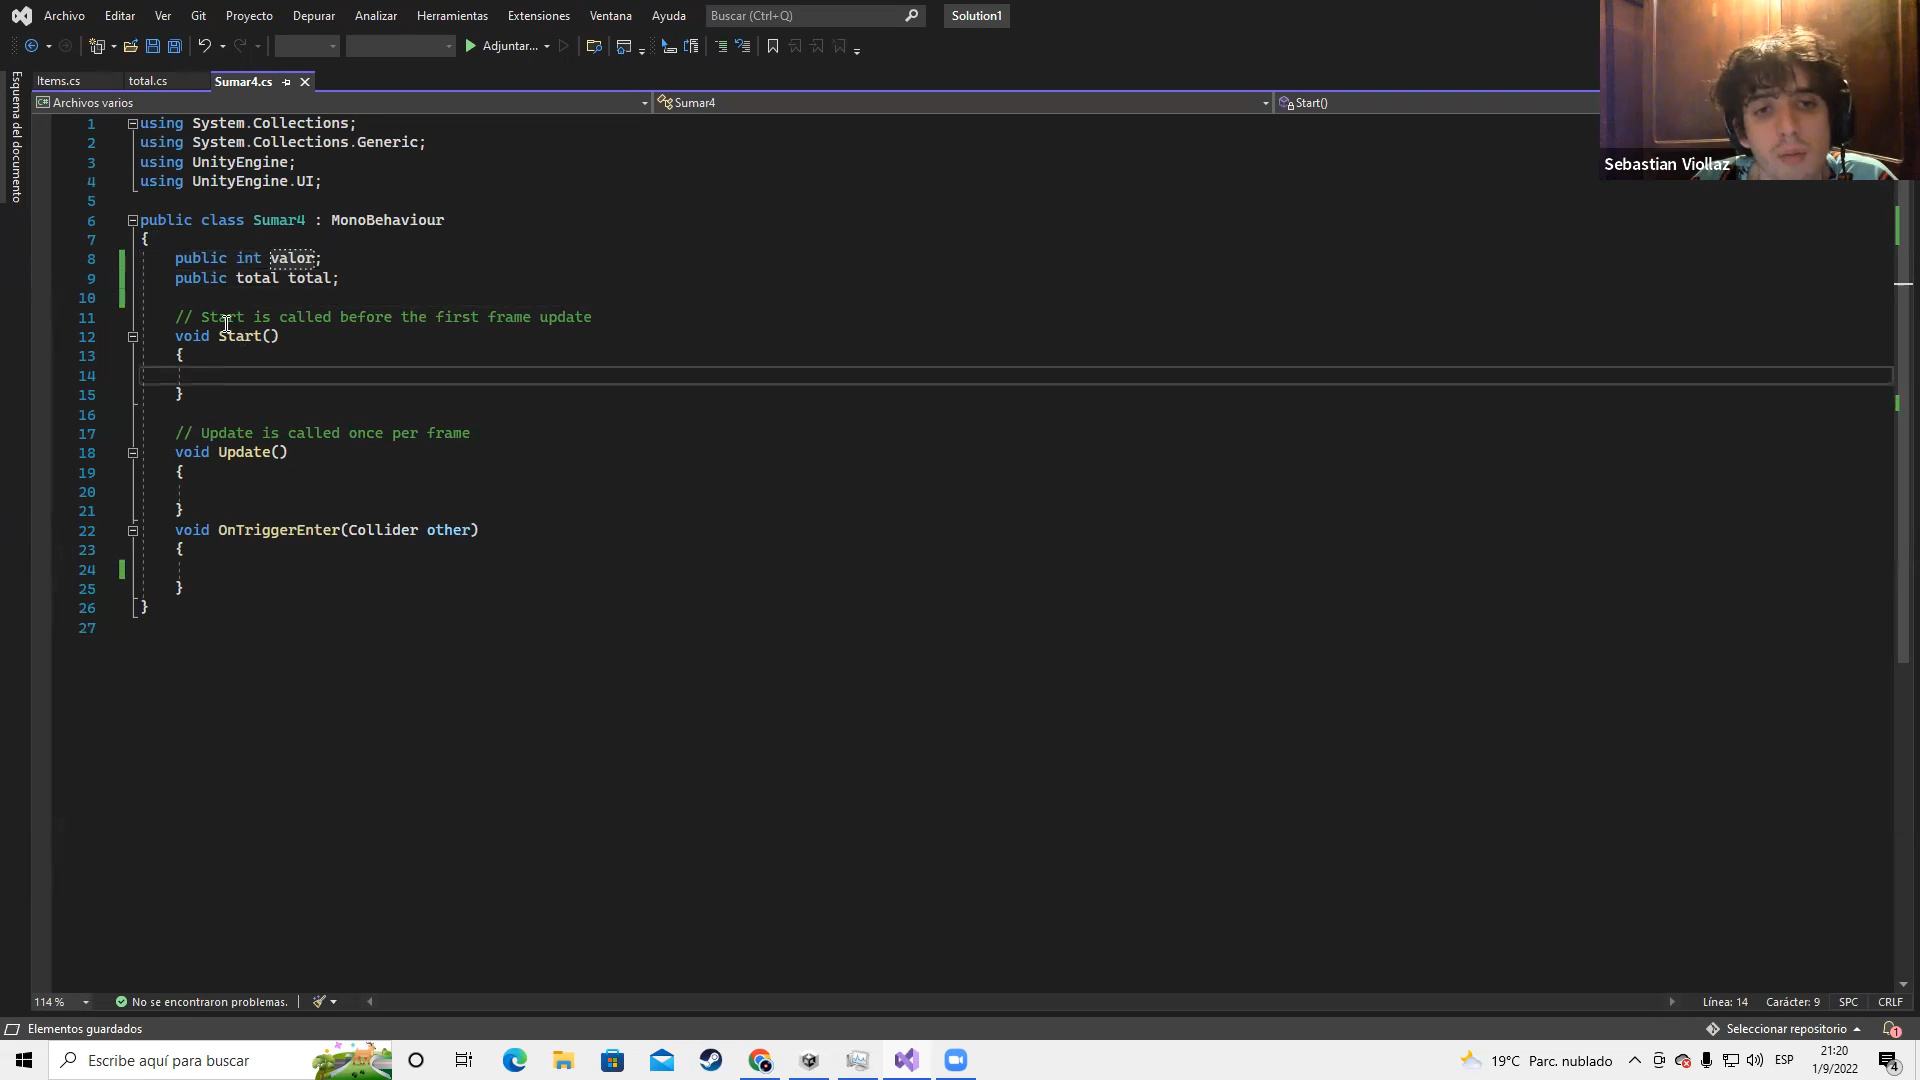 Archivo Editar Ver Git Proyecto Depurar Analizar Herramientas Extensiones Ventana Ayuda Buscar (Ctrl+Q) Solution1
Adjuntar...
Items.cs total.cs Sumar4.cs
Archivos varios Sumar4 Start()
Esquema del documento
Sebastian Viollaz
1 using System.Collections;
2 using System.Collections.Generic;
3 using UnityEngine;
4 using UnityEngine.UI;
5
6 public class Sumar4 : MonoBehaviour
7 {
8 public int valor;
9 public total total;
10
11 // Start is called before the first frame update
12 void Start()
13 {
14
15 }
16
17 // Update is called once per frame
18 void Update()
19 {
20
21 }
22 void OnTriggerEnter(Collider other)
23 {
24
25 }
26 }
27
114 % No se encontraron problemas. Línea: 14 Carácter: 9 SPC CRLF
Elementos guardados Seleccionar repositorio 1
Escribe aquí para buscar 19°C Parc. nublado ESP 21:20
1/9/2022 4